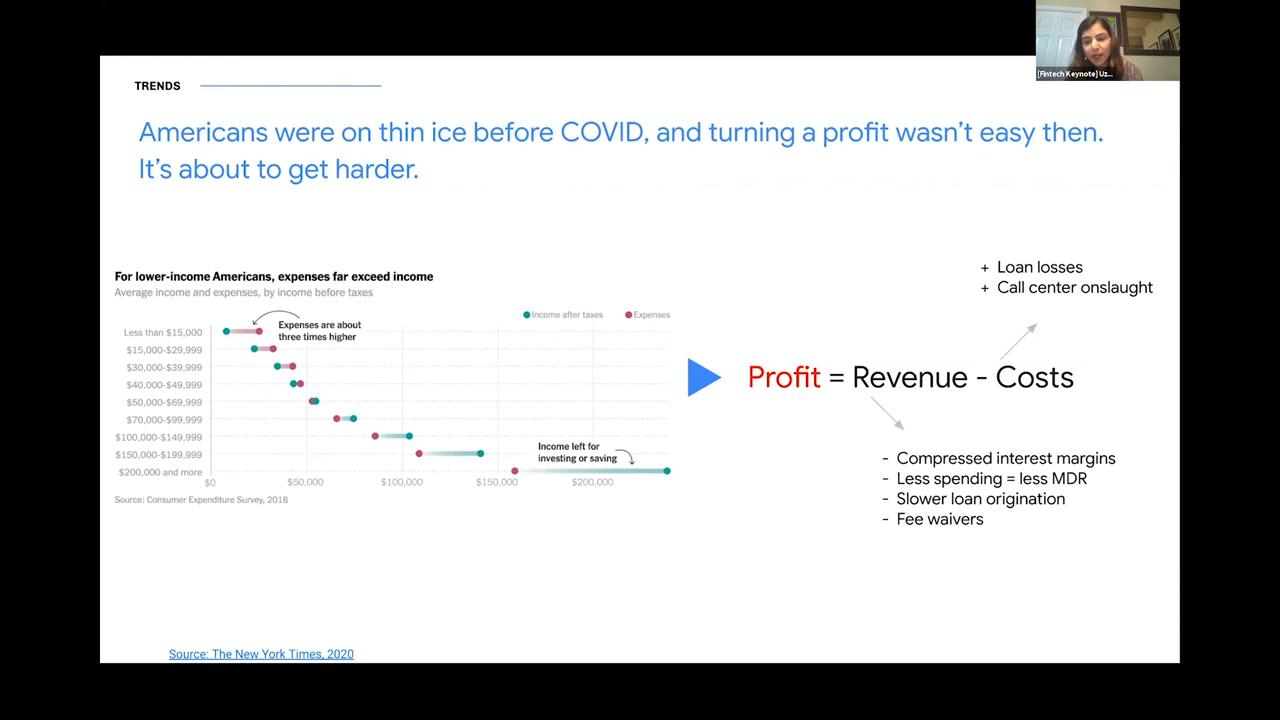 [Fintech Keynote] Uz...
TRENDS
Americans were on thin ice before COVID, and turning a profit wasn't easy then.
It's about to get harder.
For lower-income Americans, expenses far exceed income
Average income and expenses, by income before taxes
Income after taxes
Expenses
Expenses are about
three times higher
Less than $15,000
$15,000-$29,999
$30,000-$39,999
$40,000-$49,999
$50,000-$69,999
$70,000-$99,999
$100,000-$149,999
$150,000-$199,999
$200,000 and more
Income left for
investing or saving
$0
$50,000
$100,000
$150,000
$200,000
Source: Consumer Expenditure Survey, 2018
+ Loan losses
+ Call center onslaught
Profit = Revenue - Costs
- Compressed interest margins
- Less spending = less MDR
- Slower loan origination
- Fee waivers
Source: The New York Times, 2020